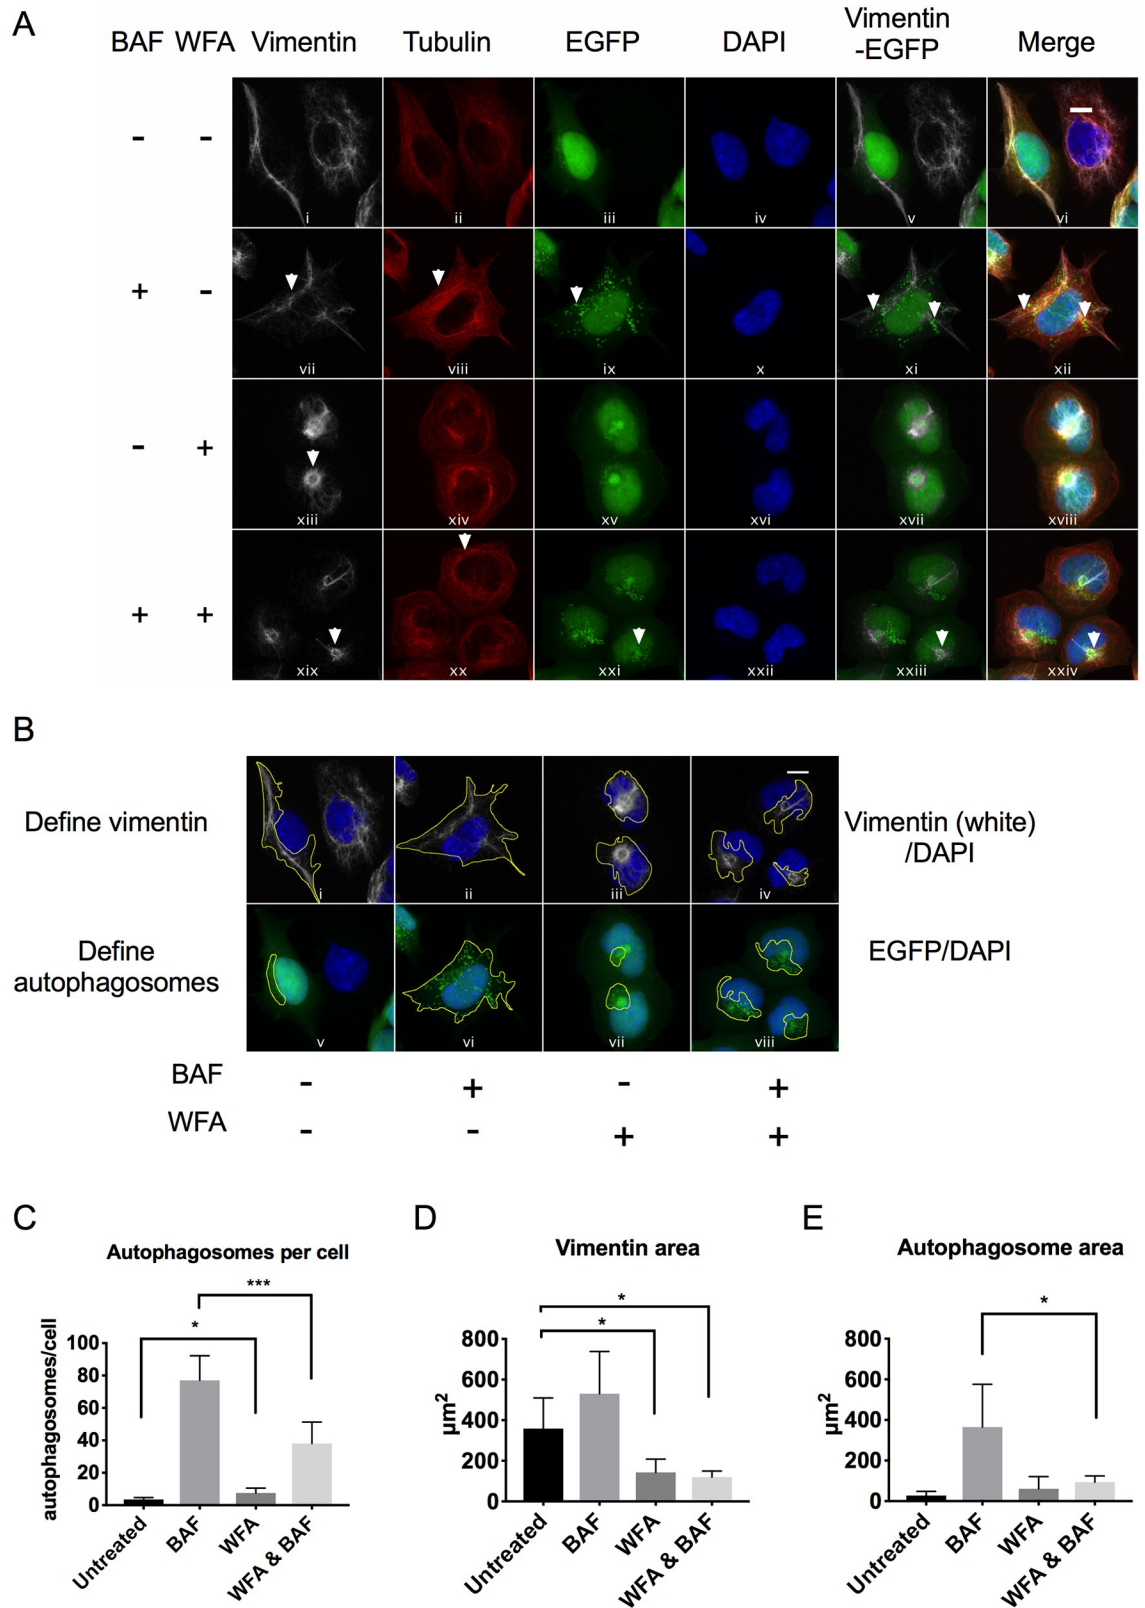 A
BAF WFA Vimentin Tubulin EGFP DAPI Vimentin -EGFP Merge
- -
i ii iii iv v vi
+ -
vii viii ix x xi xii
- +
xiii xiv xv xvi xvii xviii
+ +
xix xx xxi xxii xxiii xxiv
B
Define vimentin
i ii iii iv
Vimentin (white)
/DAPI
Define
autophagosomes
v vi vii viii
EGFP/DAPI
BAF - + - +
WFA - - + +
C
Autophagosomes per cell
***
*
autophagosomes/cell
100
80
60
40
20
0
Untreated
BAF
WFA
WFA & BAF
D
Vimentin area
*
*
µm²
800
600
400
200
0
Untreated
BAF
WFA
WFA & BAF
E
Autophagosome area
*
µm²
800
600
400
200
0
Untreated
BAF
WFA
WFA & BAF